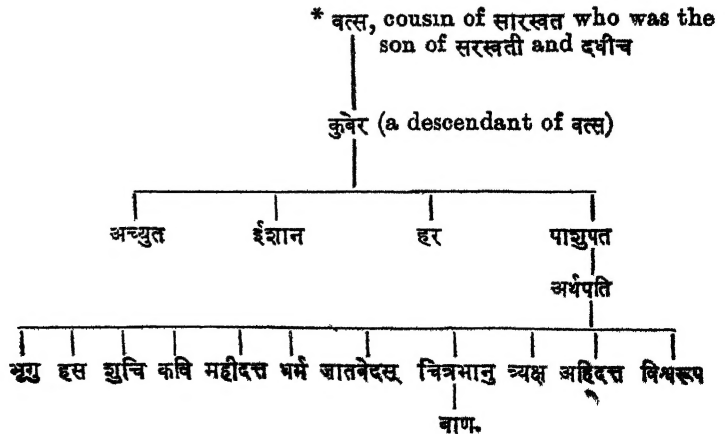 * वत्स, cousin of सारस्वत who was the
son of सरस्वती and दधीच
कुबेर (a descendant of वत्स)
अच्युत ईशान हर पाशुपत
अर्थपति
भृगु हंस शुचि कवि महीदत्त धर्म जातवेदस् चित्रभानु त्र्यक्ष अहिदत्त विश्वरूप
बाण.